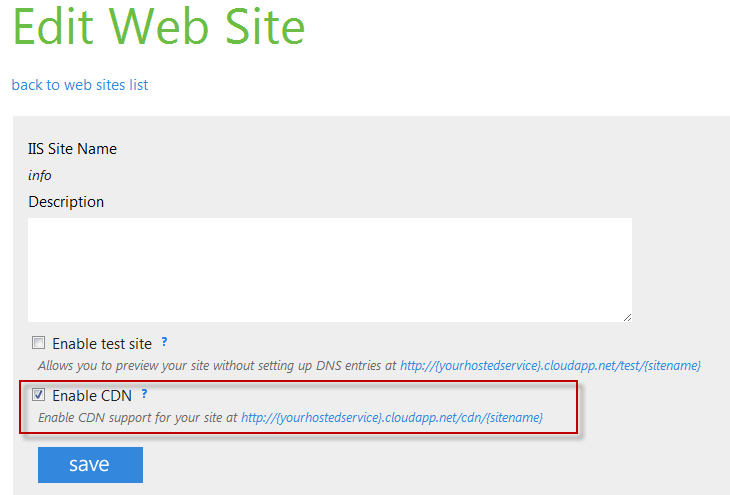 Edit Web Site
back to web sites list
IIS Site Name
info
Description
Enable test site ?
Allows you to preview your site without setting up DNS entries at http://{yourhostedservice}.cloudapp.net/test/{sitename}
Enable CDN ?
Enable CDN support for your site at http://{yourhostedservice}.cloudapp.net/cdn/{sitename}
save